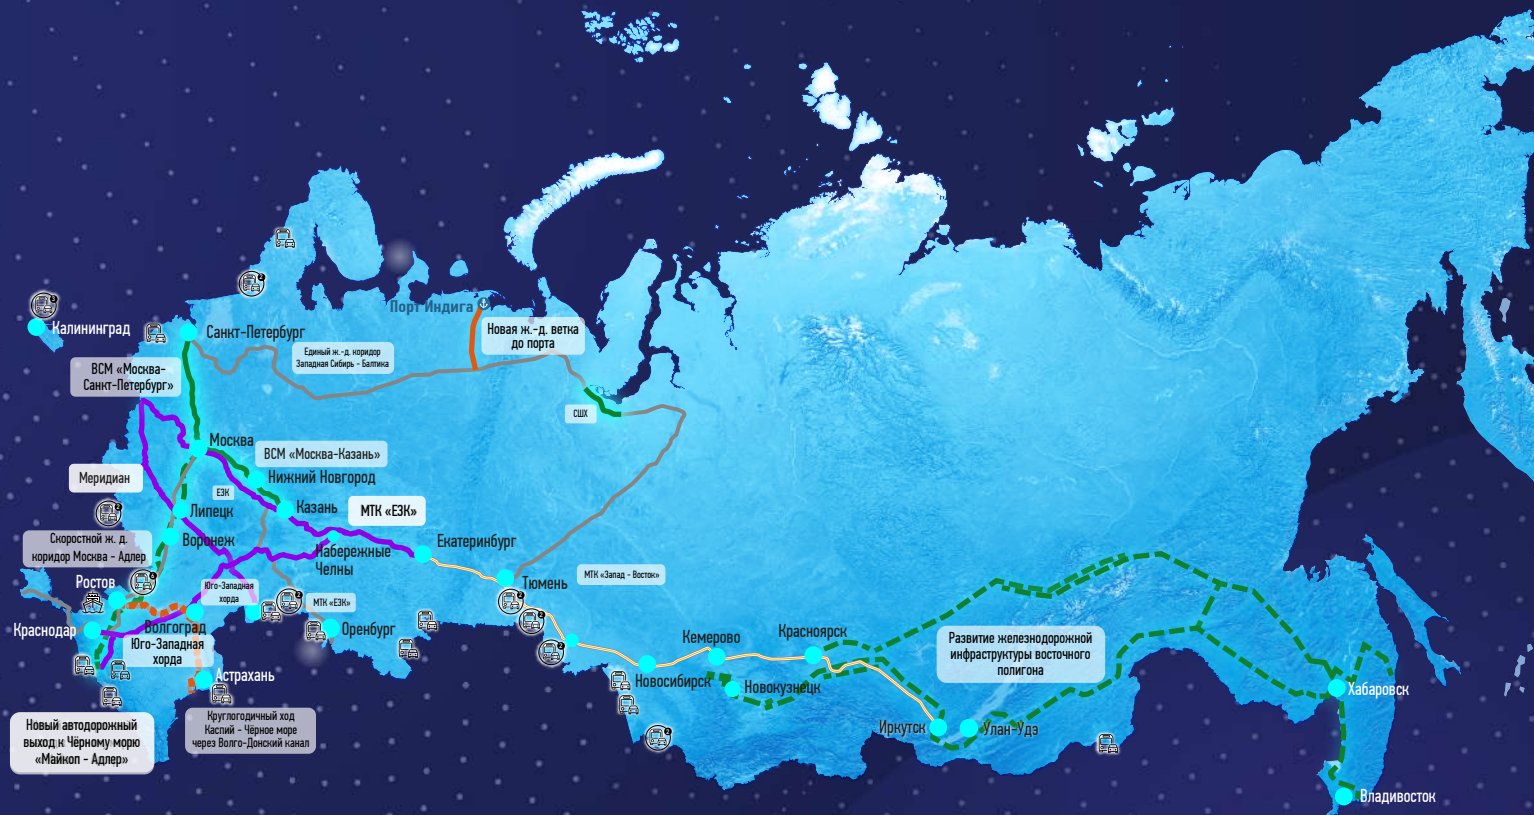 Порт Индига
Калининград
Санкт-Петербург
Новая ж.-д. ветка
до порта
Единый ж.-д. коридор
Западная Сибирь - Балтика
ВСМ «Москва-
Санкт-Петербург»
СШХ
Москва
ВСМ «Москва-Казань»
Меридиан
Нижний Новгород
ЕЗК
Липецк
Казань
МТК «ЕЗК»
Скоростной ж. д.
коридор Москва - Адлер
Воронеж
Екатеринбург
Набережные
Челны
Ростов
Тюмень
МТК «Запад - Восток»
Юго-Западная
хорда
МТК «ЕЗК»
Краснодар
Волгоград
Оренбург
Юго-Западная
хорда
Кемерово
Красноярск
Развитие железнодорожной
инфраструктуры восточного
полигона
Астрахань
Новосибирск
Новокузнецк
Хабаровск
Новый автодорожный
выход к Чёрному морю
«Майкоп - Адлер»
Круглогодичный ход
Каспий - Чёрное море
через Волго-Донский канал
Иркутск
Улан-Удэ
Владивосток